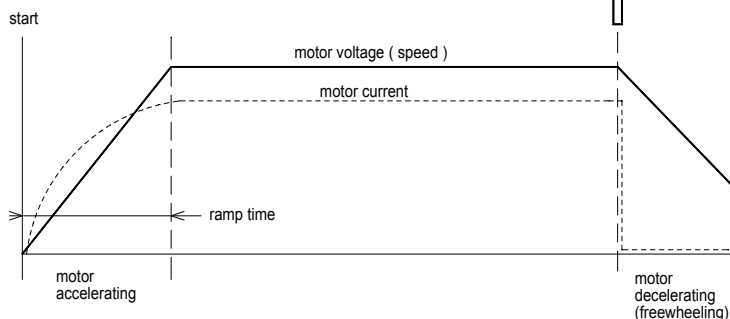 start
motor voltage ( speed )
motor current
ramp time
motor
accelerating
motor
decelerating
(freewheeling)